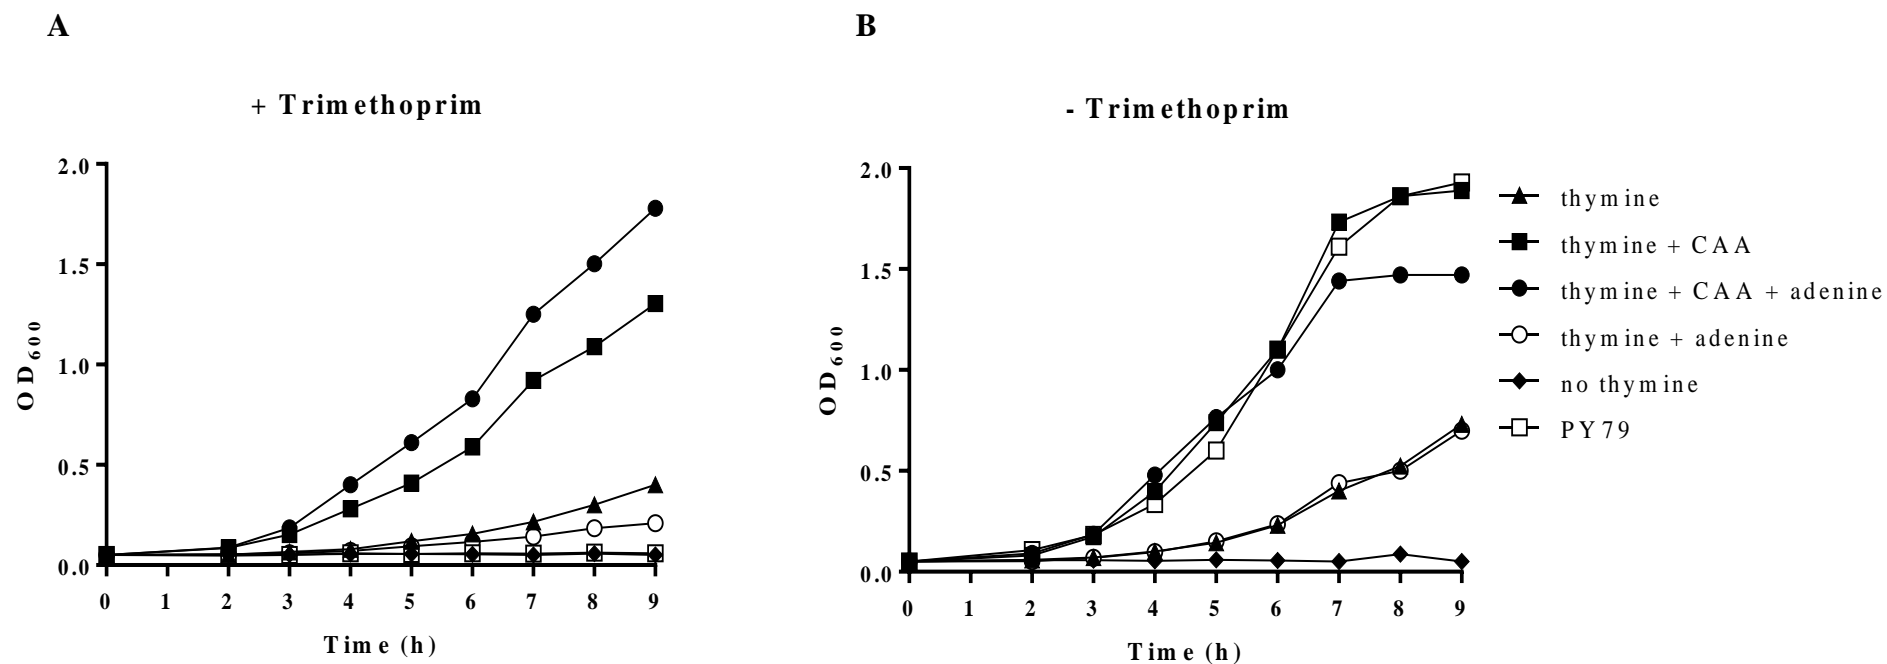 A
B
+ Trimethoprim
- Trimethoprim
2.0
1.5
1.0
0.5
0.0
OD600
0 1 2 3 4 5 6 7 8 9
Time (h)
2.0
1.5
1.0
0.5
0.0
OD600
0 1 2 3 4 5 6 7 8 9
Time (h)
thymine
thymine + CAA
thymine + CAA + adenine
thymine + adenine
no thymine
PY79